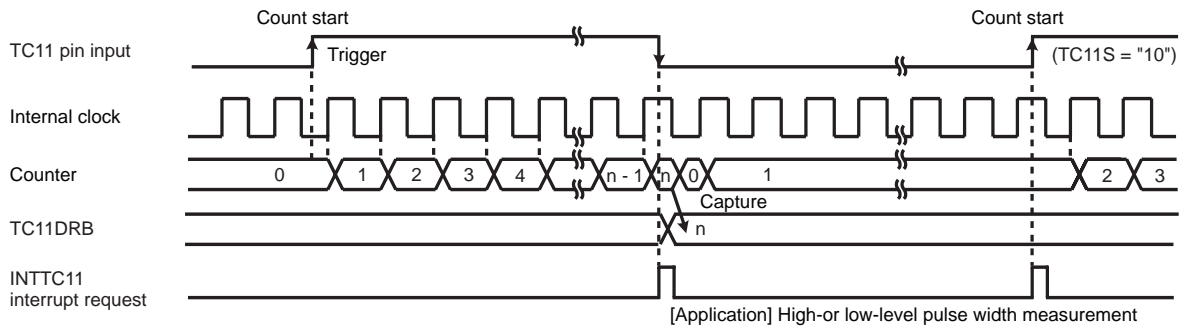 Count start
Count start
TC11 pin input
Trigger
(TC11S = "10")
Internal clock
Counter
0
1
2
3
4
n - 1
n
0
1
2
3
Capture
TC11DRB
n
INTTC11
interrupt request
[Application] High-or low-level pulse width measurement